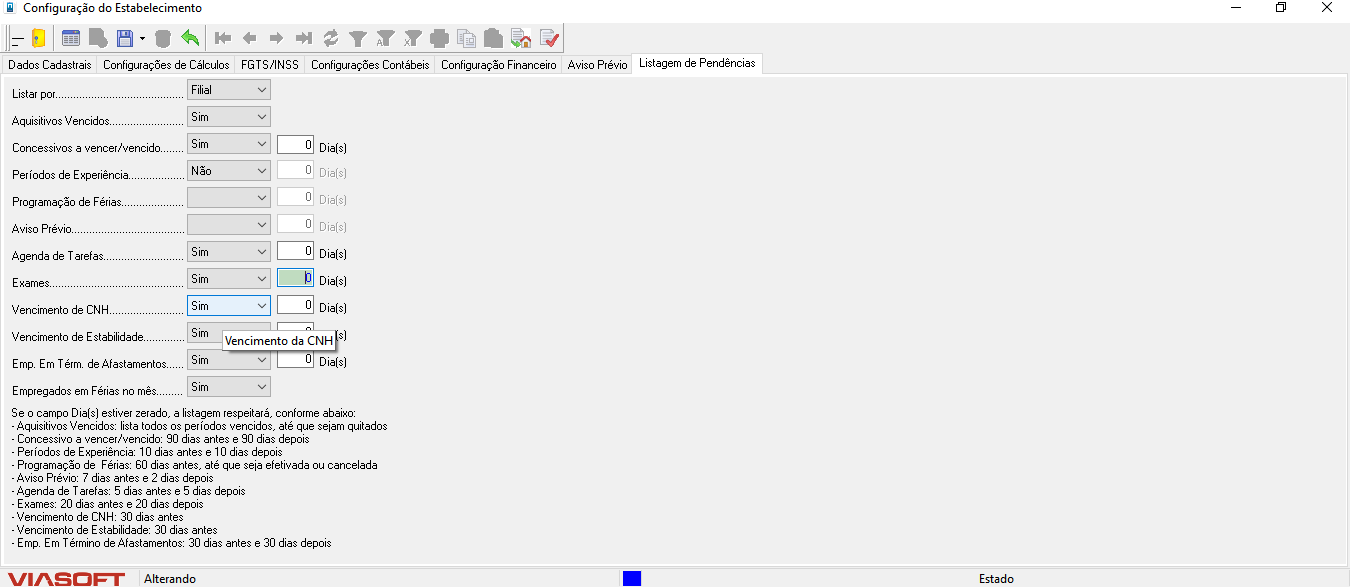 Configuração do Estabelecimento
Dados Cadastrais Configurações de Cálculos FGTS/INSS Configurações Contábeis Configuração Financeiro Aviso Prévio Listagem de Pendências
Listar por........................................... Filial
Aquisitivos Vencidos......................... Sim
Concessivos a vencer/vencido........ Sim 0 Dia(s)
Períodos de Experiência................... Não 0 Dia(s)
Programação de Férias..................... 0 Dia(s)
Aviso Prévio...................................... 0 Dia(s)
Agenda de Tarefas........................... Sim 0 Dia(s)
Exames............................................. Sim 0 Dia(s)
Vencimento de CNH......................... Sim 0 Dia(s)
Vencimento de Estabilidade............. Sim (s)
Vencimento da CNH
Emp. Em Térm. de Afastamentos...... Sim 0 Dia(s)
Empregados em Férias no mês......... Sim
Se o campo Dia(s) estiver zerado, a listagem respeitará, conforme abaixo:
- Aquisitivos Vencidos: lista todos os períodos vencidos, até que sejam quitados
- Concessivo a vencer/vencido: 90 dias antes e 90 dias depois
- Períodos de Experiência: 10 dias antes e 10 dias depois
- Programação de Férias: 60 dias antes, até que seja efetivada ou cancelada
- Aviso Prévio: 7 dias antes e 2 dias depois
- Agenda de Tarefas: 5 dias antes e 5 dias depois
- Exames: 20 dias antes e 20 dias depois
- Vencimento de CNH: 30 dias antes
- Vencimento de Estabilidade: 30 dias antes
- Emp. Em Término de Afastamentos: 30 dias antes e 30 dias depois
VIASOFT Alterando Estado